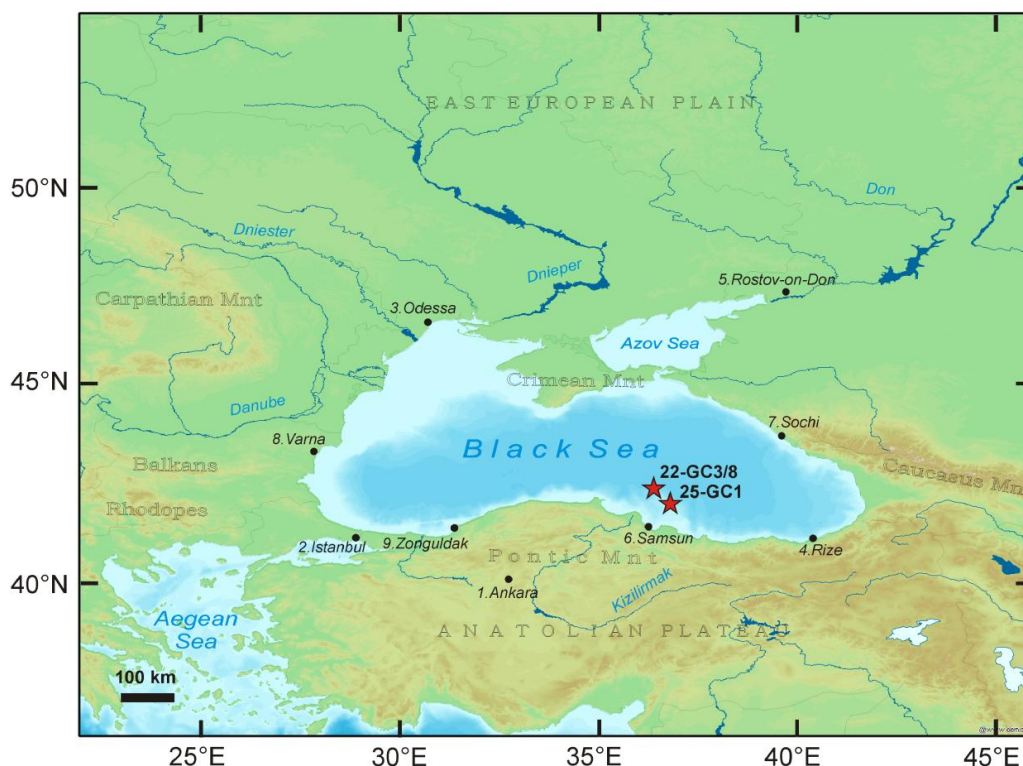 EAST EUROPEAN PLAIN
50°N
Don
Dniester
Dnieper
5.Rostov-on-Don
Carpathian Mnt
3.Odessa
Azov Sea
45°N
Crimean Mnt
Danube
7.Sochi
8.Varna
Black Sea
Balkans
22-GC3/8
Caucasus Mnt
25-GC1
Rhodopes
2.Istanbul
9.Zonguldak
6.Samsun
4.Rize
Pontic Mnt
40°N
1.Ankara
Kizilirmak
Aegean
Sea
ANATOLIAN PLATEAU
100 km
25°E
30°E
35°E
40°E
45°E